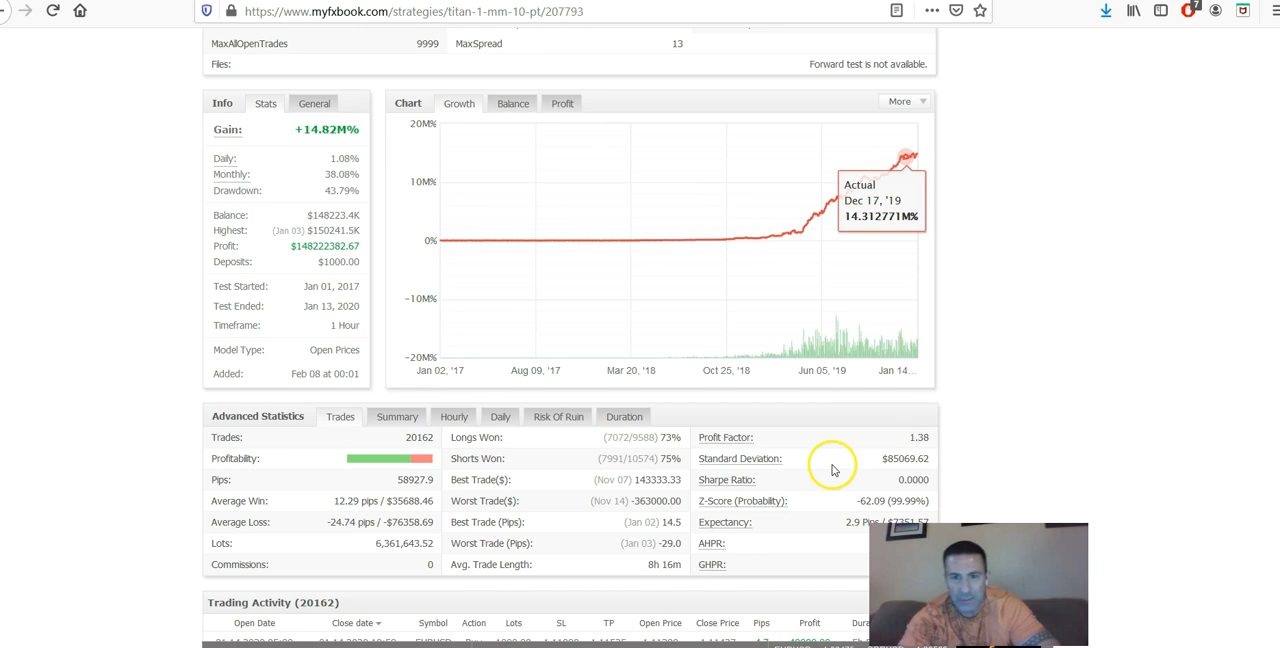 https://www.myfxbook.com/strategies/titan-1-mm-10-pt/207793
7
MaxAllOpenTrades 9999 MaxSpread 13
Files: Forward test is not available.
Info Stats General
Gain: +14.82M%
Daily: 1.08%
Monthly: 38.08%
Drawdown: 43.79%
Balance: $148223.4K
Highest: (Jan 03) $150241.5K
Profit: $148222382.67
Deposits: $1000.00
Test Started: Jan 01, 2017
Test Ended: Jan 13, 2020
Timeframe: 1 Hour
Model Type: Open Prices
Added: Feb 08 at 00:01
Chart Growth Balance Profit More
20M%
10M%
0%
-10M%
-20M%
Actual
Dec 17, '19
14.312771M%
Jan 02, '17 Aug 09, '17 Mar 20, '18 Oct 25, '18 Jun 05, '19 Jan 14...
Advanced Statistics Trades Summary Hourly Daily Risk Of Ruin Duration
Trades: 20162 Longs Won: (7072/9588) 73% Profit Factor: 1.38
Profitability: Shorts Won: (7991/10574) 75% Standard Deviation: $85069.62
Pips: 58927.9 Best Trade($): (Nov 07) 143333.33 Sharpe Ratio: 0.0000
Average Win: 12.29 pips / $35688.46 Worst Trade($): (Nov 14) -363000.00 Z-Score (Probability): -62.09 (99.99%)
Average Loss: -24.74 pips / -$76358.69 Best Trade (Pips): (Jan 02) 14.5 Expectancy: 2.9 Pips / $7351.57
Lots: 6,361,643.52 Worst Trade (Pips): (Jan 03) -29.0 AHPR:
Commissions: 0 Avg. Trade Length: 8h 16m GHPR:
Trading Activity (20162)
Open Date Close date Symbol Action Lots SL TP Open Price Close Price Pips Profit